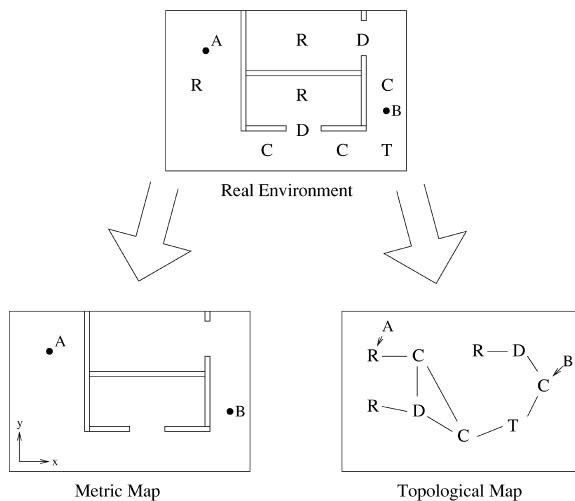 R D
A
R C
R
B
D
C C T
Real Environment
A
B
y
x
Metric Map
A
R C R D
B
C
R D
C T
Topological Map